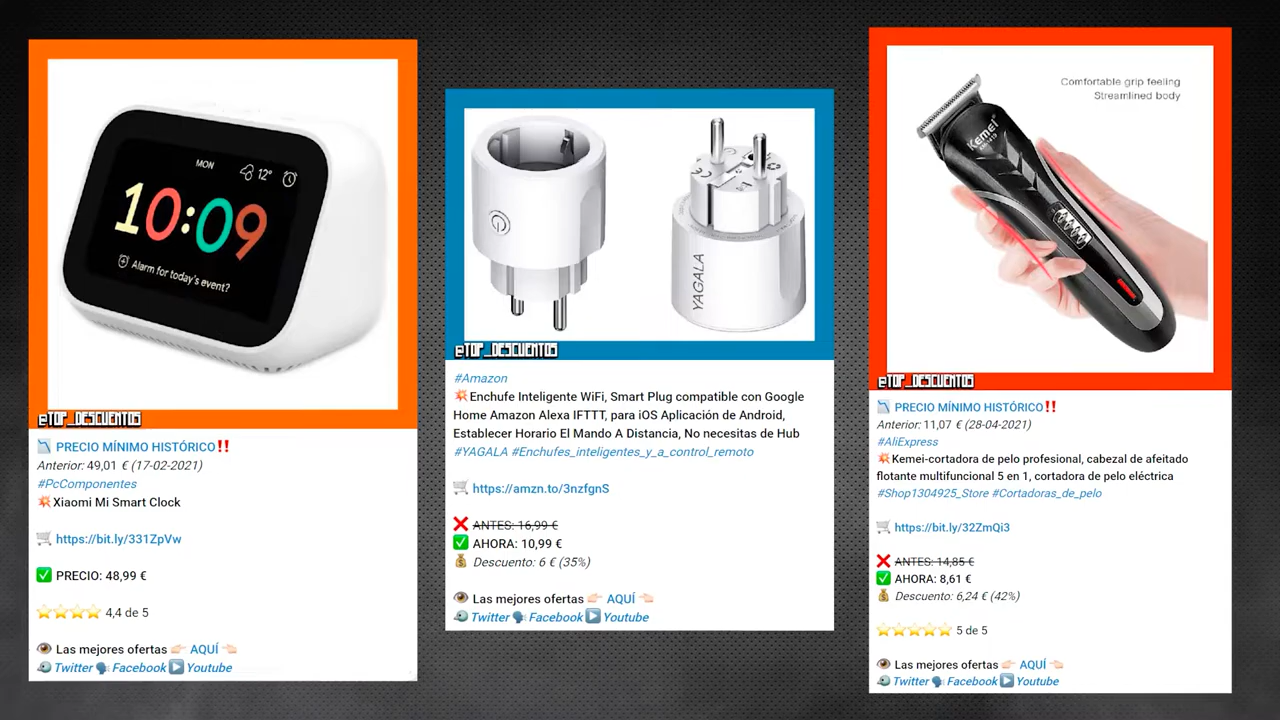 MON
12°
10:09
Alarm for today's event?
@TOP_DESCUENTOS
PRECIO MÍNIMO HISTÓRICO‼
Anterior: 49,01 € (17-02-2021)
#PcComponentes
Xiaomi Mi Smart Clock
https://bit.ly/331ZpVw
PRECIO: 48,99 €
4,4 de 5
Las mejores ofertas AQUÍ
Twitter Facebook Youtube
YAGALA
@TOP_DESCUENTOS
#Amazon
Enchufe Inteligente WiFi, Smart Plug compatible con Google
Home Amazon Alexa IFTTT, para iOS Aplicación de Android,
Establecer Horario El Mando A Distancia, No necesitas de Hub
#YAGALA #Enchufes_inteligentes_y_a_control_remoto
https://amzn.to/3nzfgnS
ANTES: 16,99 €
AHORA: 10,99 €
Descuento: 6 € (35%)
Las mejores ofertas AQUÍ
Twitter Facebook Youtube
Comfortable grip feeling
Streamlined body
Kemei
@TOP_DESCUENTOS
PRECIO MÍNIMO HISTÓRICO‼
Anterior: 11,07 € (28-04-2021)
#AliExpress
Kemei-cortadora de pelo profesional, cabezal de afeitado
flotante multifuncional 5 en 1, cortadora de pelo eléctrica
#Shop1304925_Store #Cortadoras_de_pelo
https://bit.ly/32ZmQi3
ANTES: 14,85 €
AHORA: 8,61 €
Descuento: 6,24 € (42%)
5 de 5
Las mejores ofertas AQUÍ
Twitter Facebook Youtube